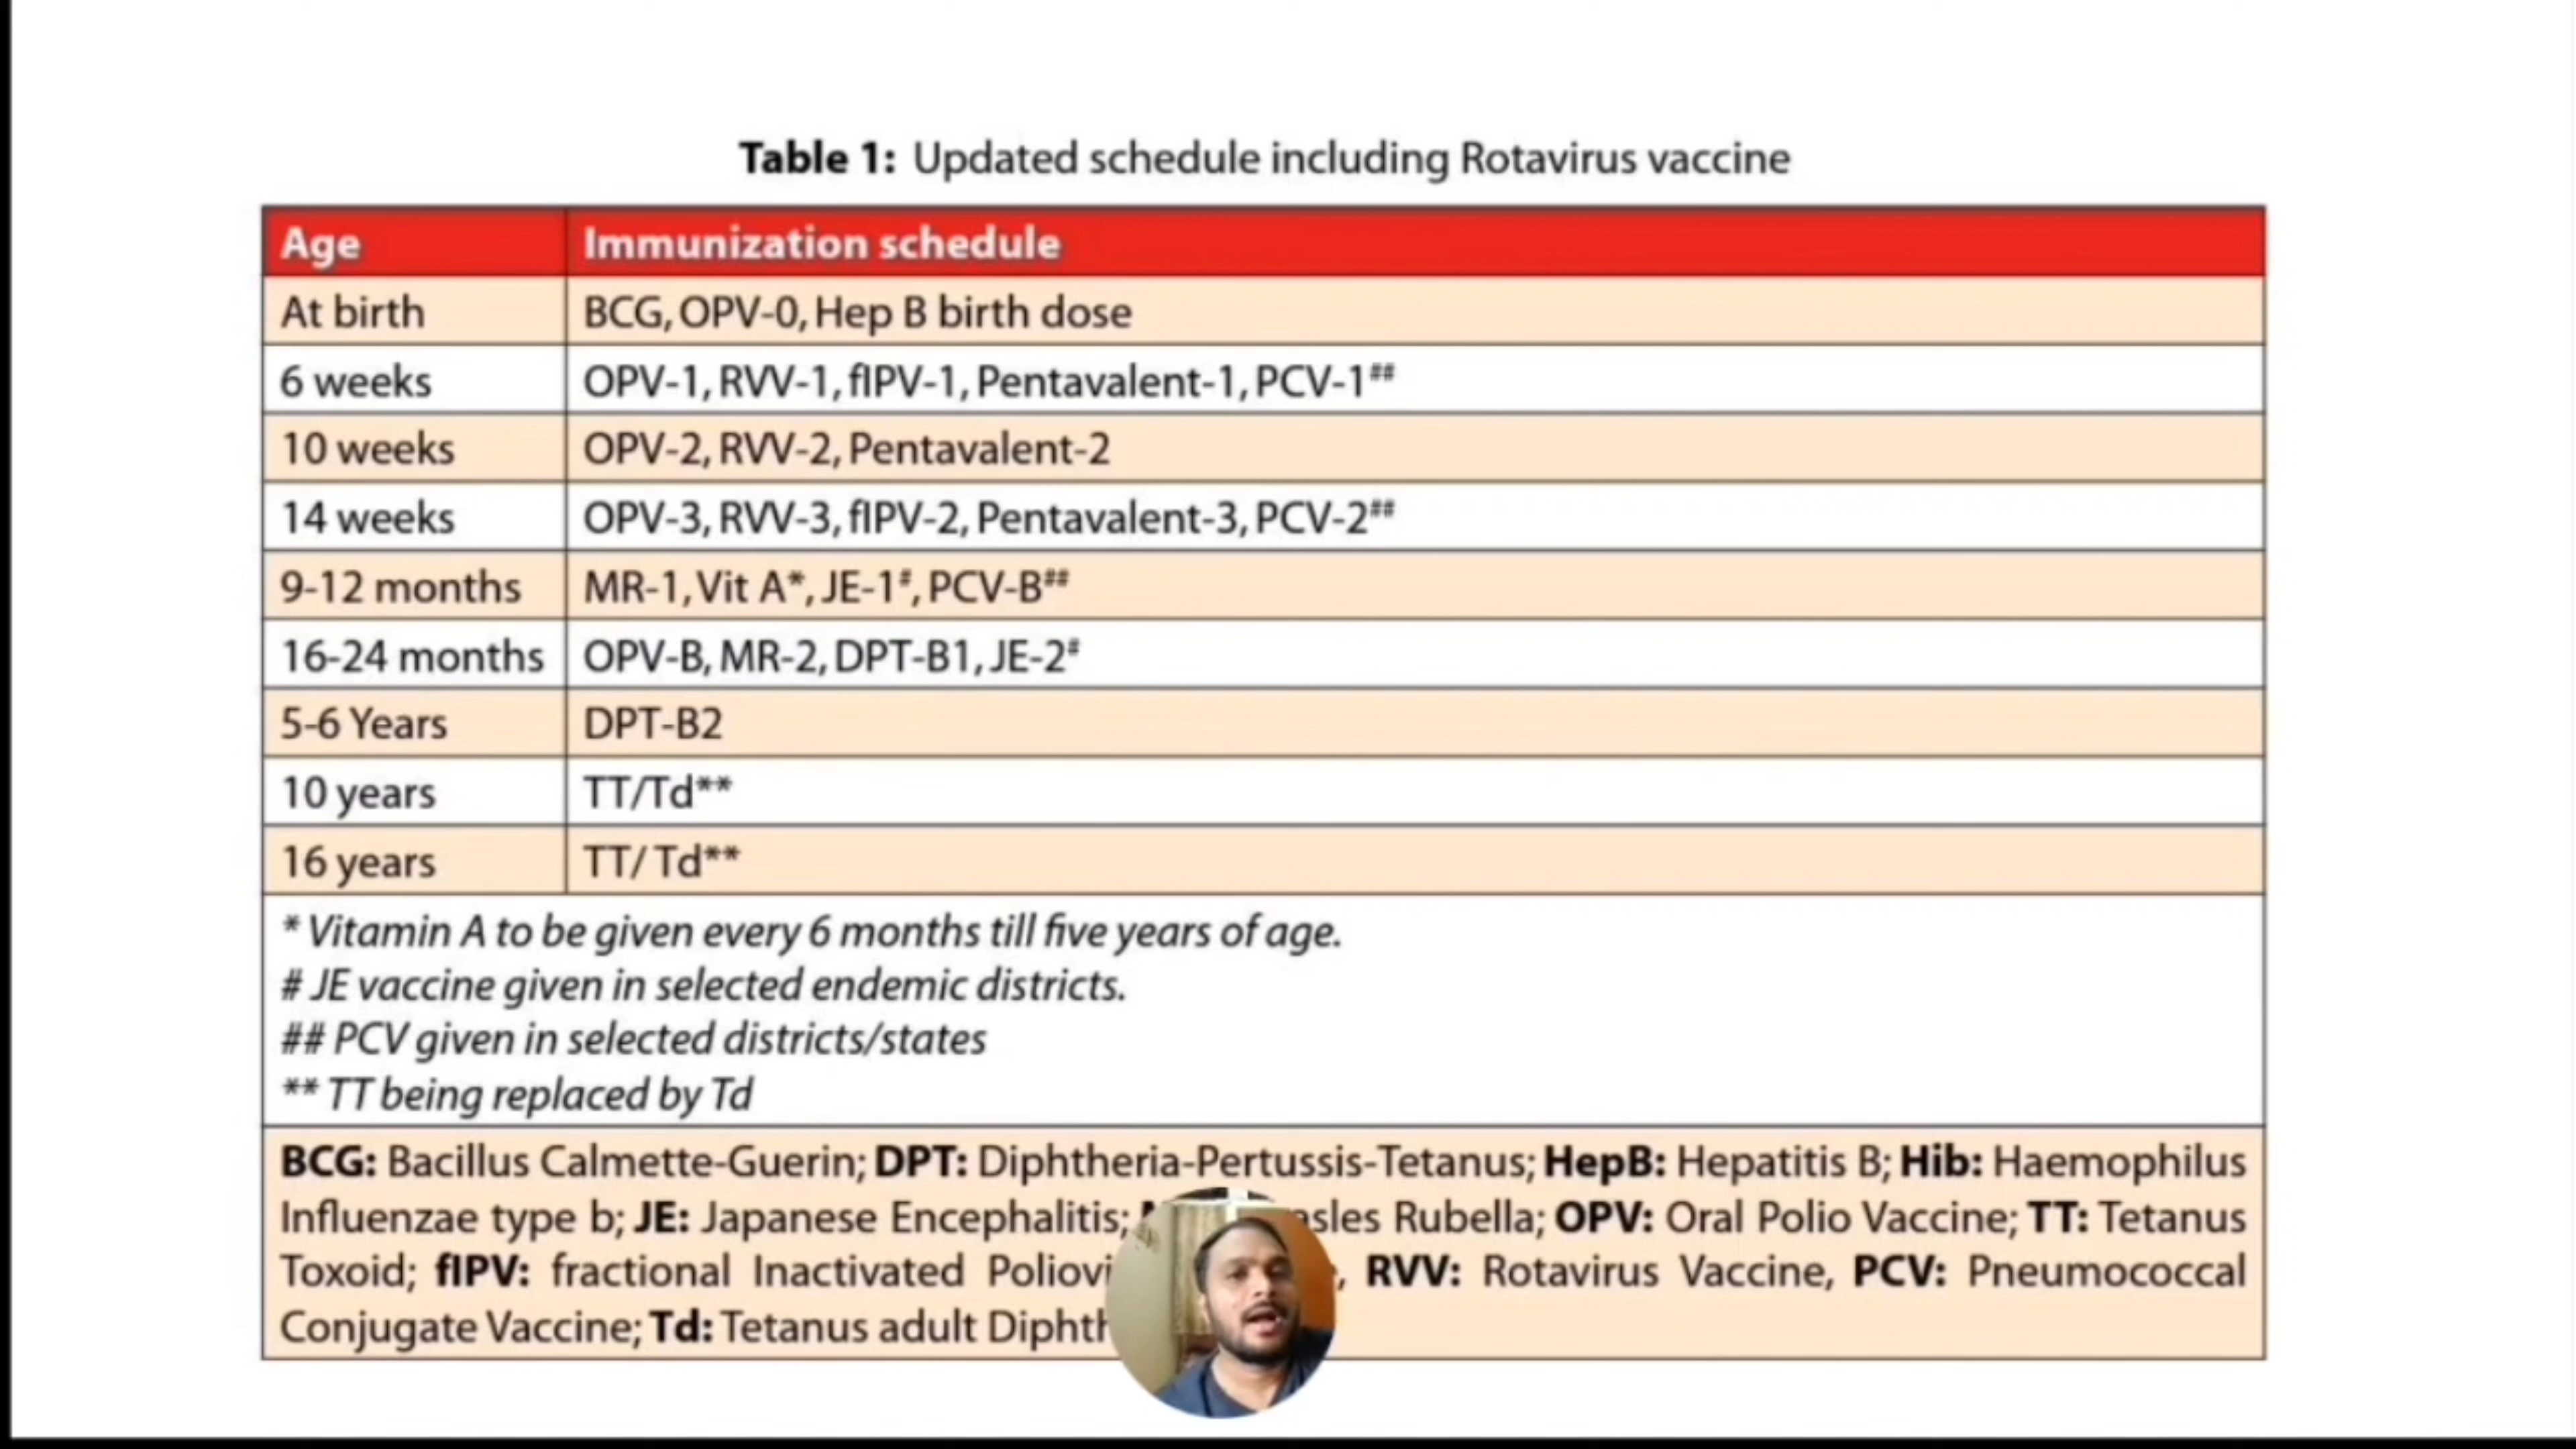 Table 1: Updated schedule including Rotavirus vaccine
Age Immunization schedule
At birth BCG, OPV-0, Hep B birth dose
6 weeks OPV-1, RVV-1, fIPV-1, Pentavalent-1, PCV-1##
10 weeks OPV-2, RVV-2, Pentavalent-2
14 weeks OPV-3, RVV-3, fIPV-2, Pentavalent-3, PCV-2##
9-12 months MR-1, Vit A*, JE-1#, PCV-B##
16-24 months OPV-B, MR-2, DPT-B1, JE-2#
5-6 Years DPT-B2
10 years TT/Td**
16 years TT/ Td**
* Vitamin A to be given every 6 months till five years of age.
# JE vaccine given in selected endemic districts.
## PCV given in selected districts/states
** TT being replaced by Td
BCG: Bacillus Calmette-Guerin; DPT: Diphtheria-Pertussis-Tetanus; HepB: Hepatitis B; Hib: Haemophilus
Influenzae type b; JE: Japanese Encephalitis; Rubella; OPV: Oral Polio Vaccine; TT: Tetanus
Toxoid; fIPV: fractional Inactivated RVV: Rotavirus Vaccine, PCV: Pneumococcal
Conjugate Vaccine; Td: Tetanus adult